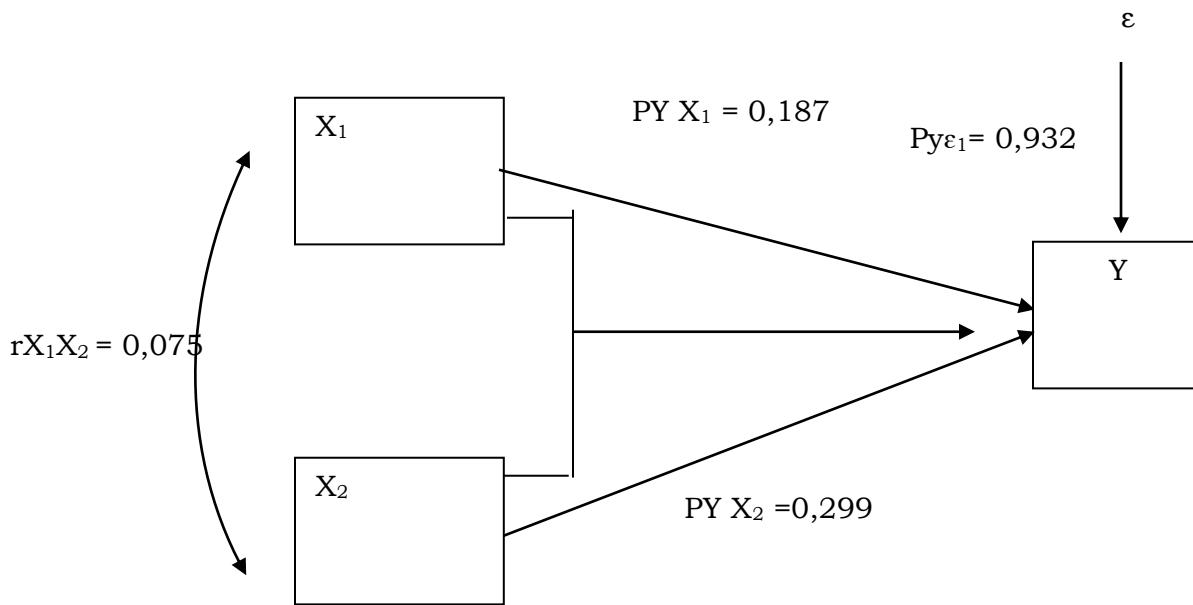 ε
X₁
PY X₁ = 0,187
Pyε₁= 0,932
Y
rX₁X₂ = 0,075
X₂
PY X₂ =0,299